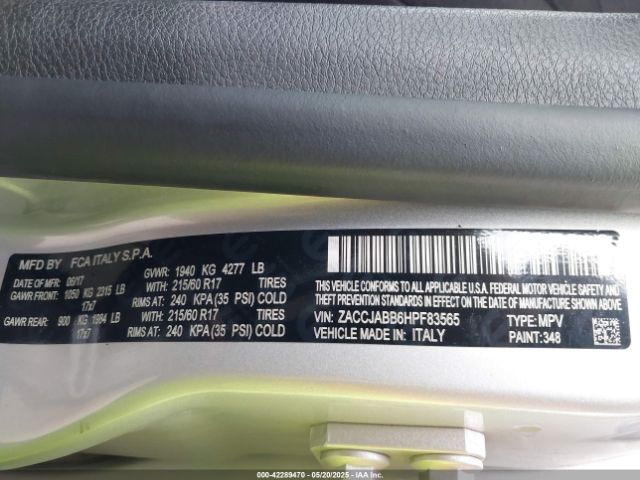 MFD BY FCA ITALY S.P.A.
DATE OF MFR: 06/17 GVWR: 1940 KG 4277 LB
GAWR FRONT: 1050 KG 2315 LB WITH: 215/60 R17 TIRES
17x7 RIMS AT: 240 KPA (35 PSI) COLD
GAWR REAR: 900 KG 1984 LB WITH: 215/60 R17 TIRES
17x7 RIMS AT: 240 KPA (35 PSI) COLD
THIS VEHICLE CONFORMS TO ALL APPLICABLE U.S.A. FEDERAL MOTOR VEHICLE SAFETY AND
THEFT PREVENTION STANDARDS IN EFFECT ON THE DATE OF MANUFACTURE SHOWN ABOVE.
VIN: ZACCJABB6HPF83565 TYPE: MPV
VEHICLE MADE IN: ITALY PAINT: 348
000-42289470 - 05/20/2025 - IAAI.COM